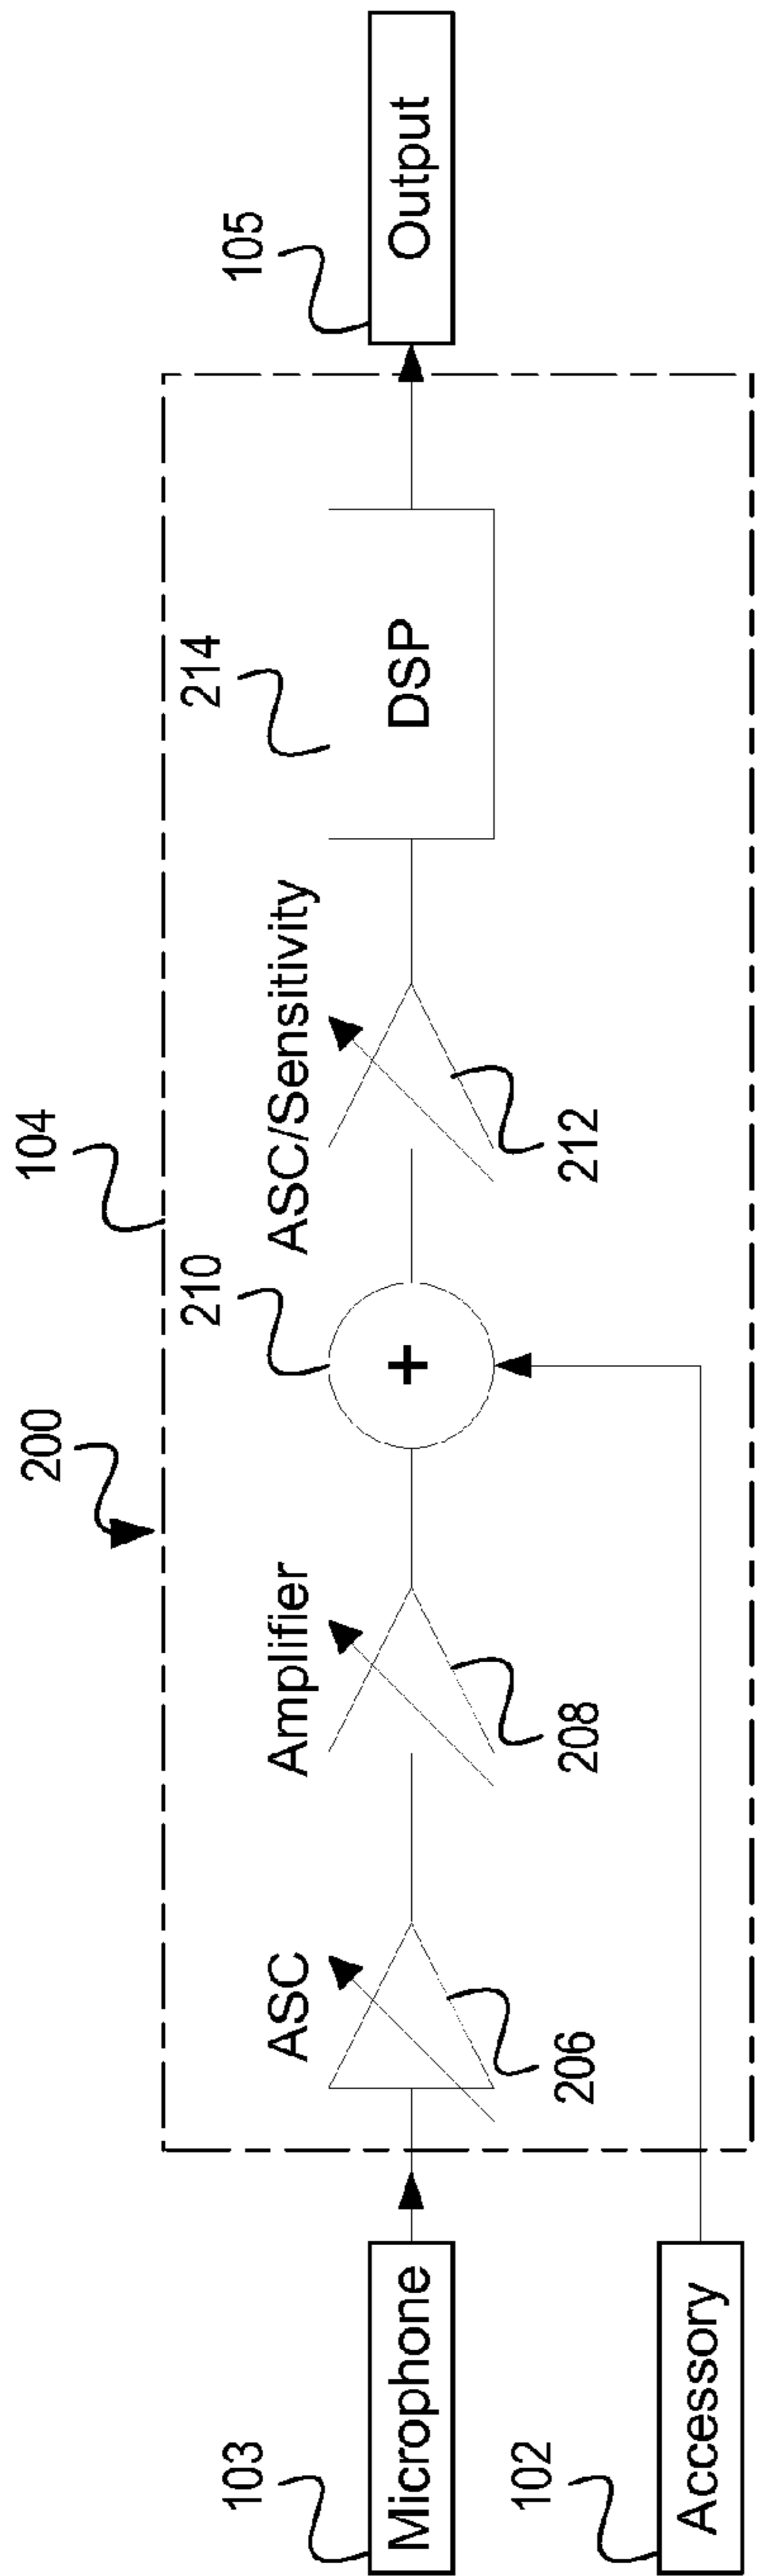 200
104
105
210
214
ASC
Amplifier
ASC/Sensitivity
103
Microphone
+
DSP
Output
206
208
212
102
Accessory